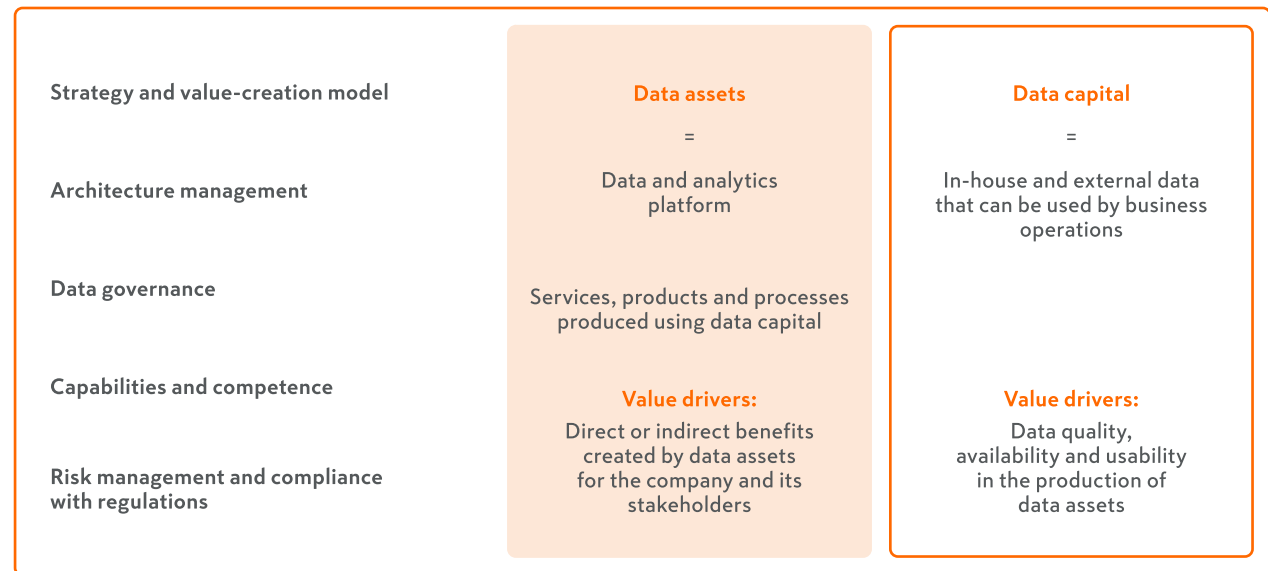 Strategy and value-creation model
Architecture management
Data governance
Capabilities and competence
Risk management and compliance
with regulations
Data assets
=
Data and analytics
platform
Services, products and processes
produced using data capital
Value drivers:
Direct or indirect benefits
created by data assets
for the company and its
stakeholders
Data capital
=
In-house and external data
that can be used by business
operations
Value drivers:
Data quality,
availability and usability
in the production of
data assets